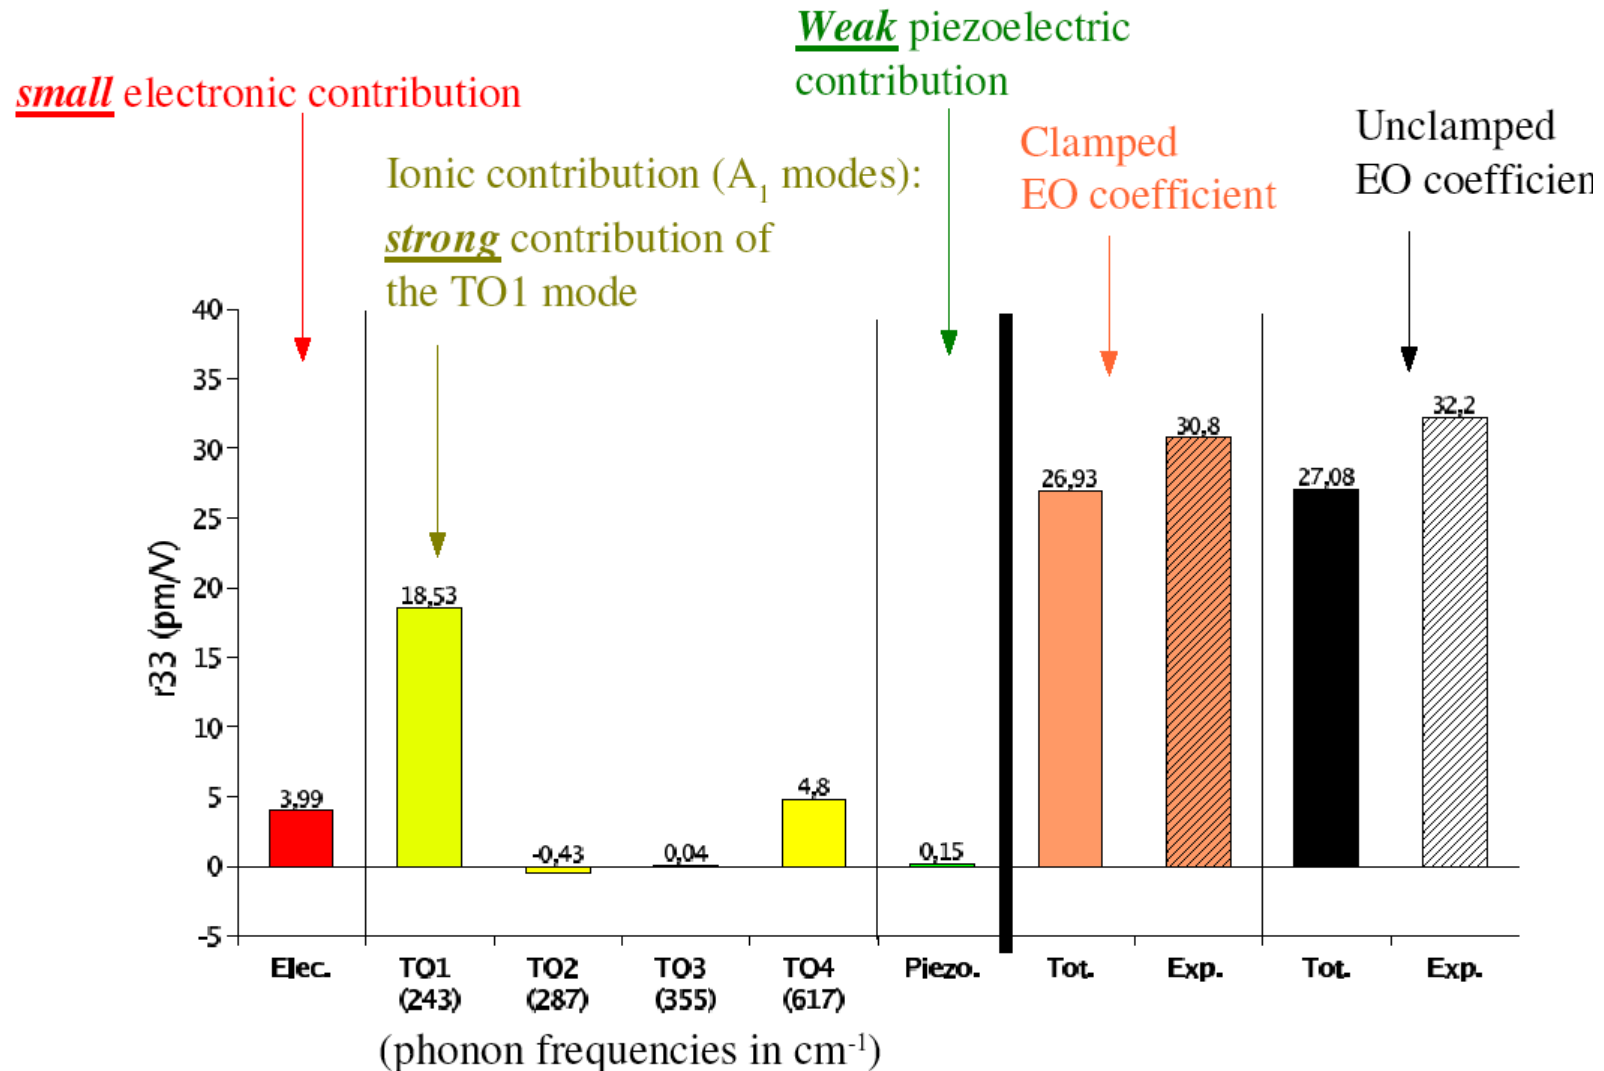 Weak piezoelectric
contribution
small electronic contribution
Clamped
EO coefficient
Unclamped
EO coefficien
Ionic contribution (A1 modes):
strong contribution of
the TO1 mode
r33 (pm/V)
40
35
30
25
20
15
10
5
0
-5
3,99
18,53
-0,43
0,04
4,8
0,15
26,93
30,8
27,08
32,2
Elec.
TO1
(243)
TO2
(287)
TO3
(355)
TO4
(617)
Piezo.
Tot.
Exp.
Tot.
Exp.
(phonon frequencies in cm-1)